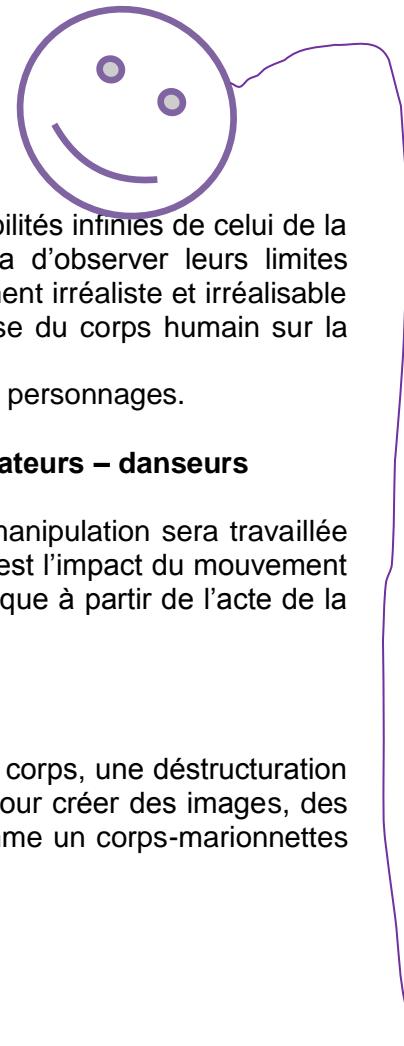 bilités infinies de celui de la
a d’observer leurs limites
ent irréaliste et irréalisable
se du corps humain sur la
personnages.
ateurs – danseurs
manipulation sera travaillée
est l’impact du mouvement
que à partir de l’acte de la
corps, une déstructuration
our créer des images, des
me un corps-marionnettes